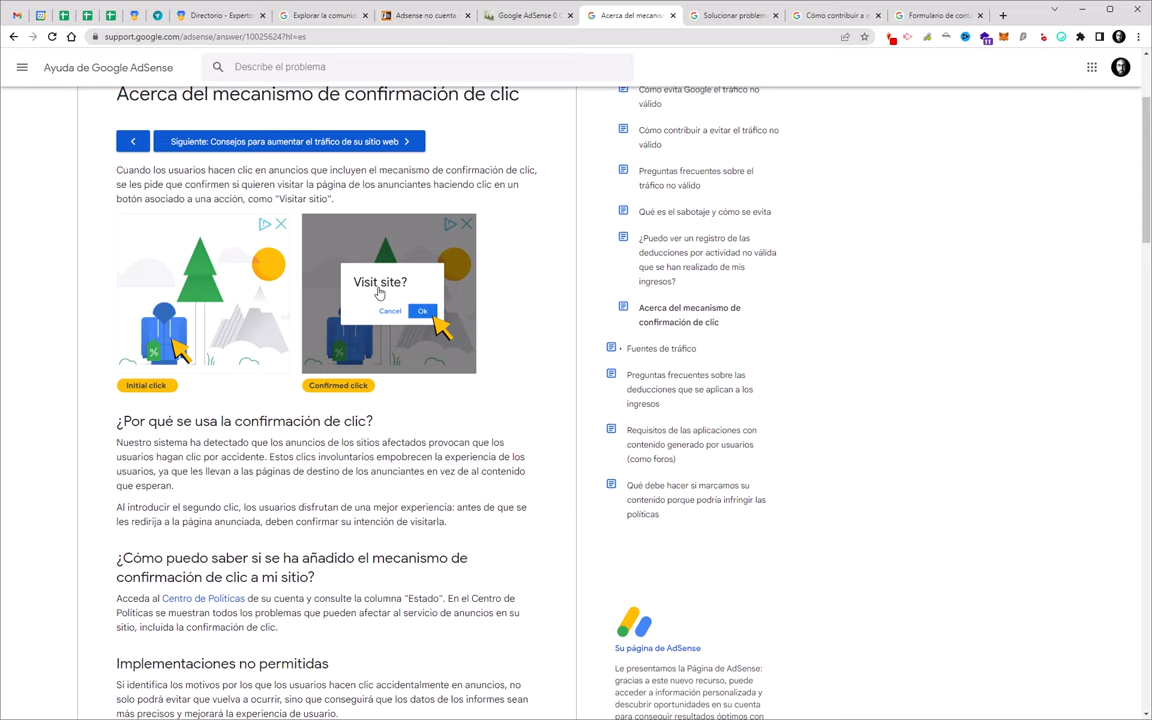 Directorio - Experto
Explorar la comuni
Adsense no cuenta
Google AdSense 0 C
Acerca del mecanism
Solucionar problem
Cómo contribuir a e
Formulario de cont
support.google.com/adsense/answer/10025624?hl=es
11
Ayuda de Google AdSense
Describe el problema
Acerca del mecanismo de confirmación de clic
Siguiente: Consejos para aumentar el tráfico de su sitio web
Cuando los usuarios hacen clic en anuncios que incluyen el mecanismo de confirmación de clic,
se les pide que confirmen si quieren visitar la página de los anunciantes haciendo clic en un
botón asociado a una acción, como "Visitar sitio".
Visit site?
Cancel
Ok
%
%
Initial click
Confirmed click
¿Por qué se usa la confirmación de clic?
Nuestro sistema ha detectado que los anuncios de los sitios afectados provocan que los
usuarios hagan clic por accidente. Estos clics involuntarios empobrecen la experiencia de los
usuarios, ya que les llevan a las páginas de destino de los anunciantes en vez de al contenido
que esperan.
Al introducir el segundo clic, los usuarios disfrutan de una mejor experiencia: antes de que se
les redirija a la página anunciada, deben confirmar su intención de visitarla.
¿Cómo puedo saber si se ha añadido el mecanismo de
confirmación de clic a mi sitio?
Acceda al Centro de Políticas de su cuenta y consulte la columna "Estado". En el Centro de
Políticas se muestran todos los problemas que pueden afectar al servicio de anuncios en su
sitio, incluida la confirmación de clic.
Implementaciones no permitidas
Si identifica los motivos por los que los usuarios hacen clic accidentalmente en anuncios, no
solo podrá evitar que vuelva a ocurrir, sino que conseguirá que los datos de los informes sean
más precisos y mejorará la experiencia de usuario.
Cómo evita Google el tráfico no
válido
Cómo contribuir a evitar el tráfico no
válido
Preguntas frecuentes sobre el
tráfico no válido
Qué es el sabotaje y cómo se evita
¿Puedo ver un registro de las
deducciones por actividad no válida
que se han realizado de mis
ingresos?
Acerca del mecanismo de
confirmación de clic
Fuentes de tráfico
Preguntas frecuentes sobre las
deducciones que se aplican a los
ingresos
Requisitos de las aplicaciones con
contenido generado por usuarios
(como foros)
Qué debe hacer si marcamos su
contenido porque podría infringir las
políticas
Su página de AdSense
Le presentamos la Página de AdSense:
gracias a este nuevo recurso, puede
acceder a información personalizada y
descubrir oportunidades en su cuenta
para conseguir resultados óptimos con